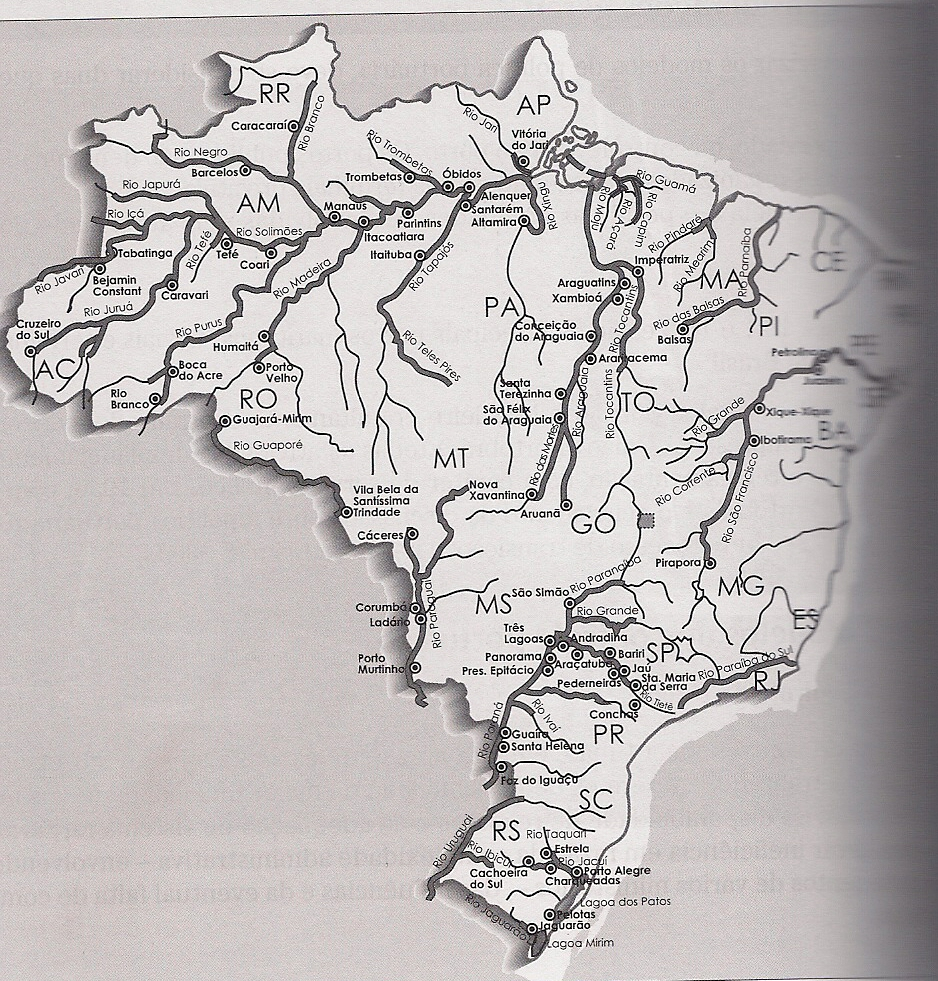 RR
AP
Rio Jari
Caracaraí
Rio Branco
Vitória
do Jari
Rio Negro
Rio Trombetas
Barcelos
Trombetas
Óbidos
Rio Guamá
Rio Japurá
AM
Manaus
Alenquer
Rio Xingu
Rio Moju
Rio Acará
Rio Capim
Rio Içá
Santarém
Parintins
Altamira
Rio Pindaré
Rio Solimões
Itacoatiara
Tabatinga
Rio Tefé
Tefé
Coari
Itaituba
Rio Tapajós
Imperatriz
Rio Mearim
MA
Rio Parnaíba
CE
Rio Javari
Bejamin
Constant
Caravari
Rio Madeira
Araguatins
Xambioá
Rio Juruá
PA
Rio das Balsas
Balsas
PI
Cruzeiro
do Sul
Rio Purus
Humaitá
Conceição
do Araguaia
Rio Tocantins
AC
Boca
do Acre
Porto
Velho
Rio Teles Pires
Petrolina
PE
Rio
Branco
RO
Santa
Terezinha
TO
Rio Grande
Xique-Xique
Guajará-Mirim
São Félix
do Araguaia
Rio Araguaia
Rio Tocantins
BA
Ibotirama
Rio Guaporé
MT
Rio das Mortes
Rio Corrente
Rio São Francisco
Vila Bela da
Santíssima
Trindade
Nova
Xavantina
Aruanã
GO
Cáceres
Pirapora
Rio Paranaíba
MG
Corumbá
Ladário
Rio Paraguai
MS
São Simão
Rio Grande
ES
Três
Lagoas
Andradina
Porto
Murtinho
Panorama
Araçatuba
Bariri
SP
Rio Paraíba do Sul
Pres. Epitácio
Jaú
Pederneiras
Sta. Maria
da Serra
RJ
Rio Tietê
Conchas
Rio Paraná
Rio Ivaí
Guaíra
Santa Helena
PR
Foz do Iguaçu
SC
RS
Rio Uruguai
Rio Taquari
Estrela
Rio Ibicuí
Rio Jacuí
Cachoeira
do Sul
Porto Alegre
Charqueadas
Rio Jaguarão
Lagoa dos Patos
Pelotas
Jaguarão
Lagoa Mirim